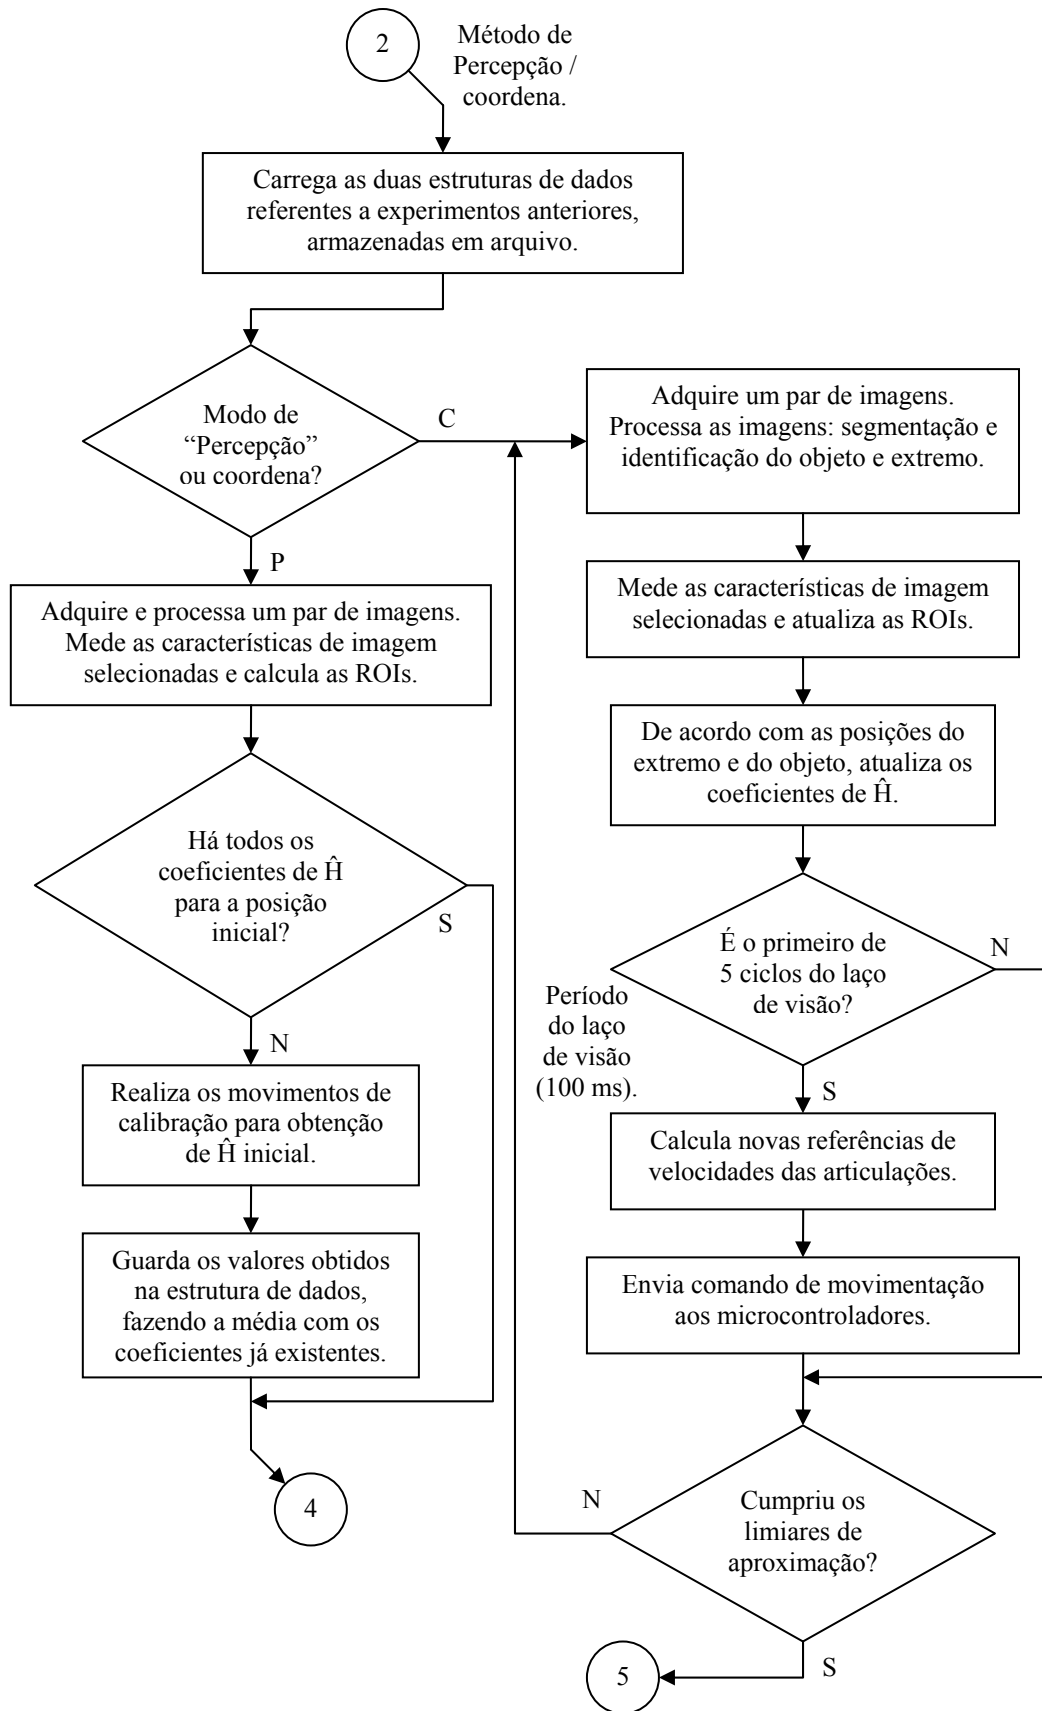 2
Método de
Percepção /
coordena.
Carrega as duas estruturas de dados
referentes a experimentos anteriores,
armazenadas em arquivo.
Modo de
“Percepção”
ou coordena?
C
P
Adquire e processa um par de imagens.
Mede as características de imagem
selecionadas e calcula as ROIs.
Há todos os
coeficientes de Ĥ
para a posição
inicial?
S
N
Realiza os movimentos de
calibração para obtenção
de Ĥ inicial.
Guarda os valores obtidos
na estrutura de dados,
fazendo a média com os
coeficientes já existentes.
4
Adquire um par de imagens.
Processa as imagens: segmentação e
identificação do objeto e extremo.
Mede as características de imagem
selecionadas e atualiza as ROIs.
De acordo com as posições do
extremo e do objeto, atualiza os
coeficientes de Ĥ.
É o primeiro de
5 ciclos do laço
de visão?
N
Período
do laço
de visão
(100 ms).
S
Calcula novas referências de
velocidades das articulações.
Envia comando de movimentação
aos microcontroladores.
Cumpriu os
limiares de
aproximação?
N
S
5